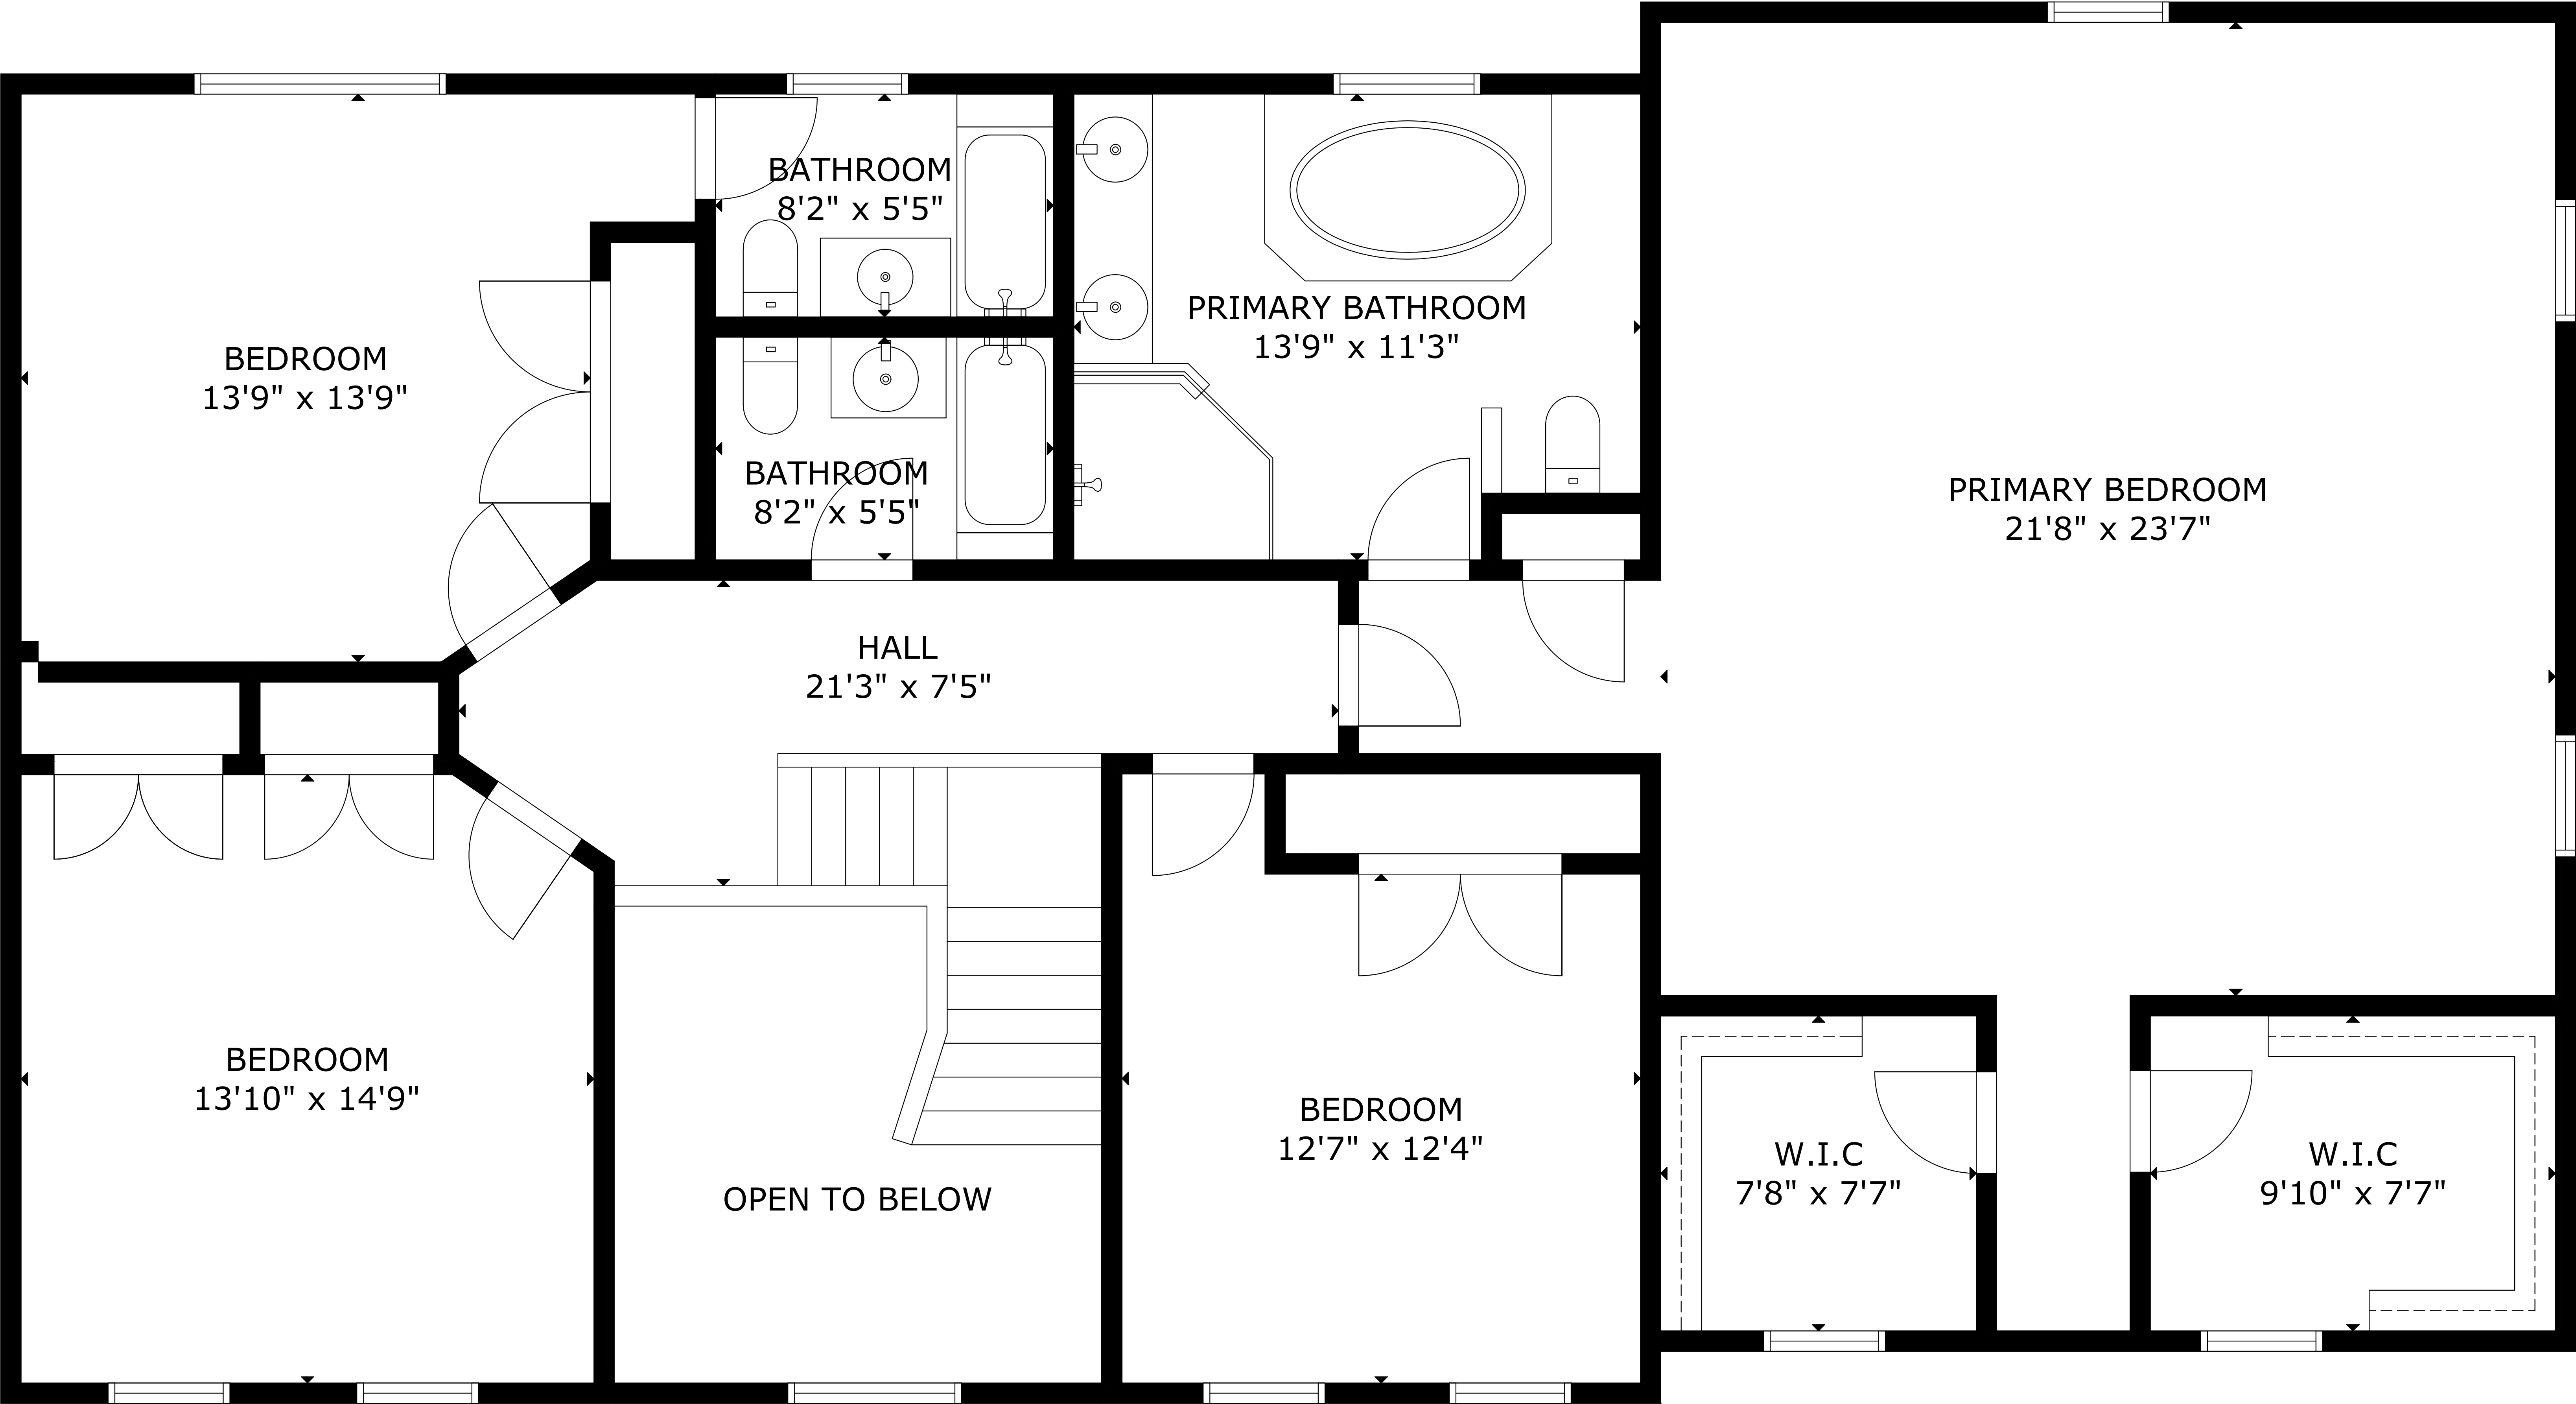 BATHROOM
8'2" x 5'5"
PRIMARY BATHROOM
13'9" x 11'3"
BEDROOM
13'9" x 13'9"
BATHROOM
8'2" x 5'5"
PRIMARY BEDROOM
21'8" x 23'7"
HALL
21'3" x 7'5"
BEDROOM
13'10" x 14'9"
OPEN TO BELOW
BEDROOM
12'7" x 12'4"
W.I.C
7'8" x 7'7"
W.I.C
9'10" x 7'7"